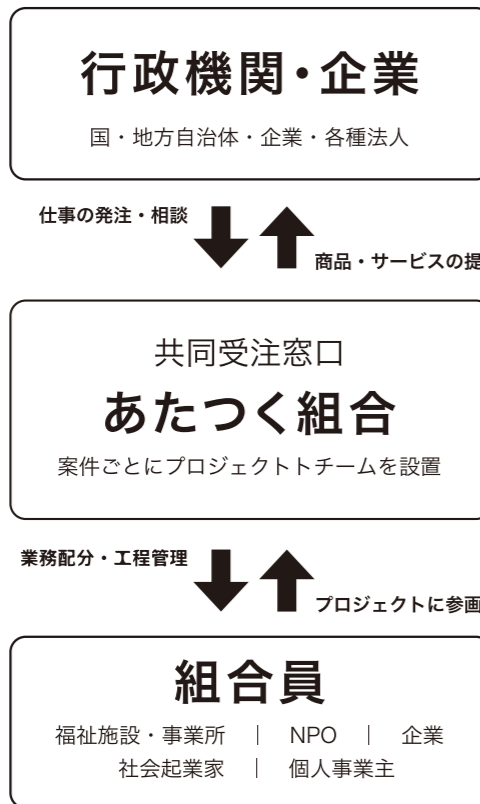 行政機関・企業
国・地方自治体・企業・各種法人
仕事の発注・相談
商品・サービスの提
共同受注窓口
あたつく組合
案件ごとにプロジェクトトチームを設置
業務配分・工程管理
プロジェクトに参画
組合員
福祉施設・事業所 | NPO | 企業
社会起業家 | 個人事業主